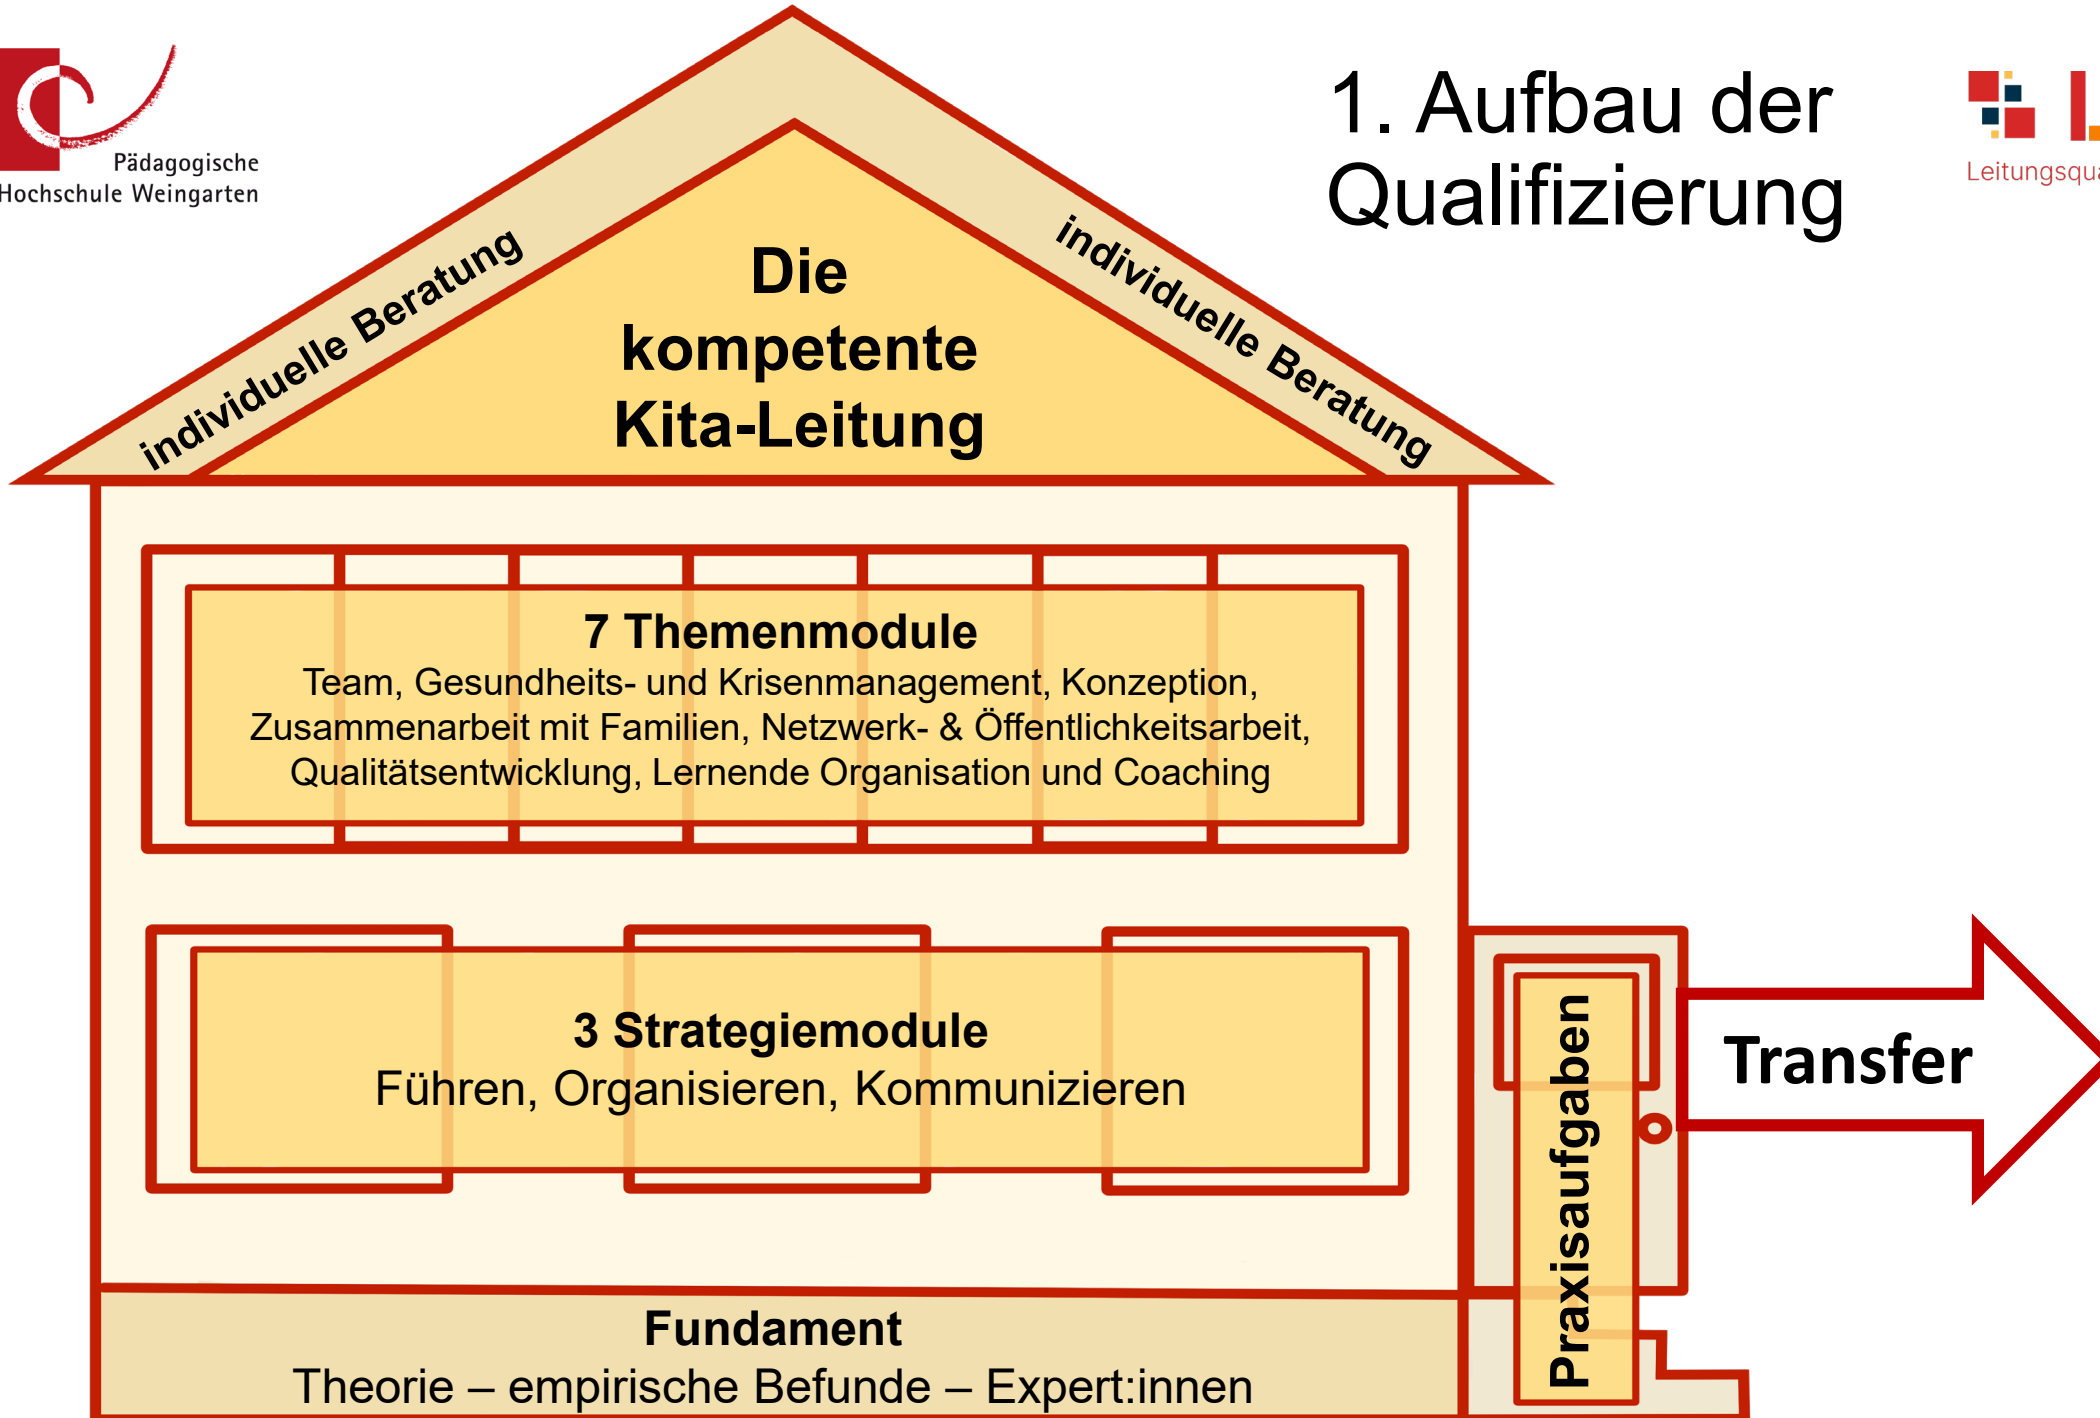 Pädagogische
Hochschule Weingarten
1. Aufbau der
Qualifizierung
individuelle Beratung
individuelle Beratung
Die
kompetente
Kita-Leitung
7 Themenmodule
Team, Gesundheits- und Krisenmanagement, Konzeption,
Zusammenarbeit mit Familien, Netzwerk- & Öffentlichkeitsarbeit,
Qualitätsentwicklung, Lernende Organisation und Coaching
3 Strategiemodule
Führen, Organisieren, Kommunizieren
Praxisaufgaben
Transfer
Fundament
Theorie – empirische Befunde – Expert:innen